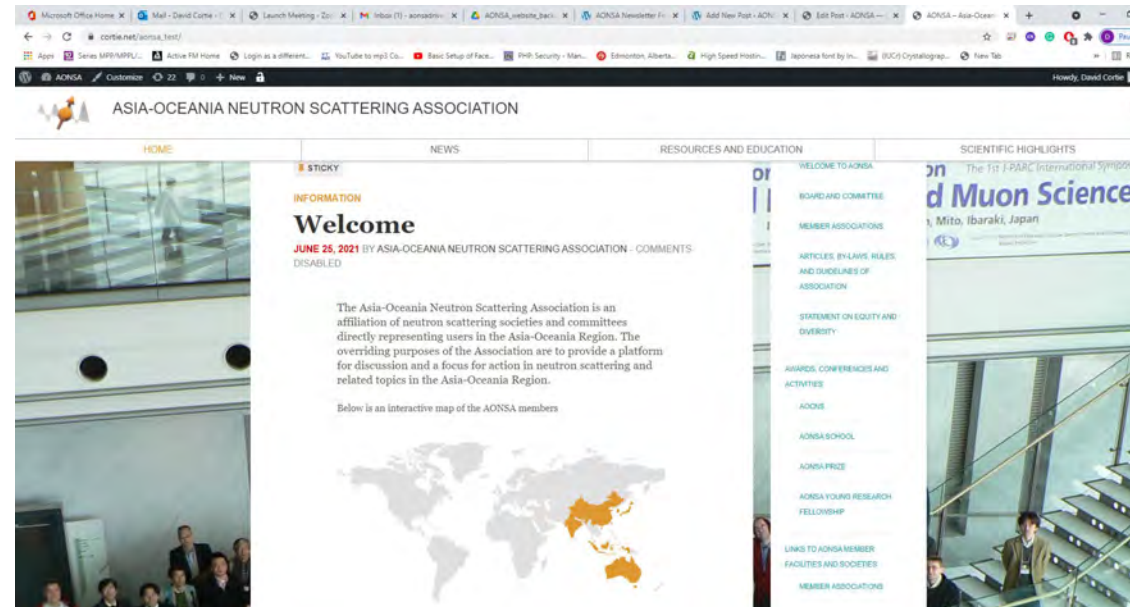 Microsoft Office Home
Mail - David Cortie - 
Launch Meeting - Zo
Inbox (1) - aonsaadmin
AONSA_website_back
AONSA Newsletter F
Add New Post - AON
Edit Post - AONSA —
AONSA – Asia-Ocean
cortie.net/aonsa_test/
Apps
Series MPP/MPPL/...
Active FM Home
Login as a different...
YouTube to mp3 Co...
Basic Setup of Face...
PHP: Security - Man...
Edmonton, Alberta...
High Speed Hostin...
Japonesa font by In...
(IUCr) Crystallograp...
New Tab
AONSA
Customize
22
0
+ New
Howdy, David Cortie
ASIA-OCEANIA NEUTRON SCATTERING ASSOCIATION
HOME
NEWS
RESOURCES AND EDUCATION
SCIENTIFIC HIGHLIGHTS
STICKY
INFORMATION
Welcome
JUNE 25, 2021 BY ASIA-OCEANIA NEUTRON SCATTERING ASSOCIATION - COMMENTS
DISABLED
The Asia-Oceania Neutron Scattering Association is an
affiliation of neutron scattering societies and committees
directly representing users in the Asia-Oceania Region. The
overriding purposes of the Association are to provide a platform
for discussion and a focus for action in neutron scattering and
related topics in the Asia-Oceania Region.
Below is an interactive map of the AONSA members
WELCOME TO AONSA
BOARD AND COMMITTEE
MEMBER ASSOCIATIONS
ARTICLES, BY-LAWS, RULES,
AND GUIDELINES OF
ASSOCIATION
STATEMENT ON EQUITY AND
DIVERSITY
AWARDS, CONFERENCES AND
ACTIVITIES
AOCNS
AONSA SCHOOL
AONSA PRIZE
AONSA YOUNG RESEARCH
FELLOWSHIP
LINKS TO AONSA MEMBER
FACILITIES AND SOCIETIES
MEMBER ASSOCIATIONS
on The 1st J-PARC International Sympos
d Muon Science
, Mito, Ibaraki, Japan